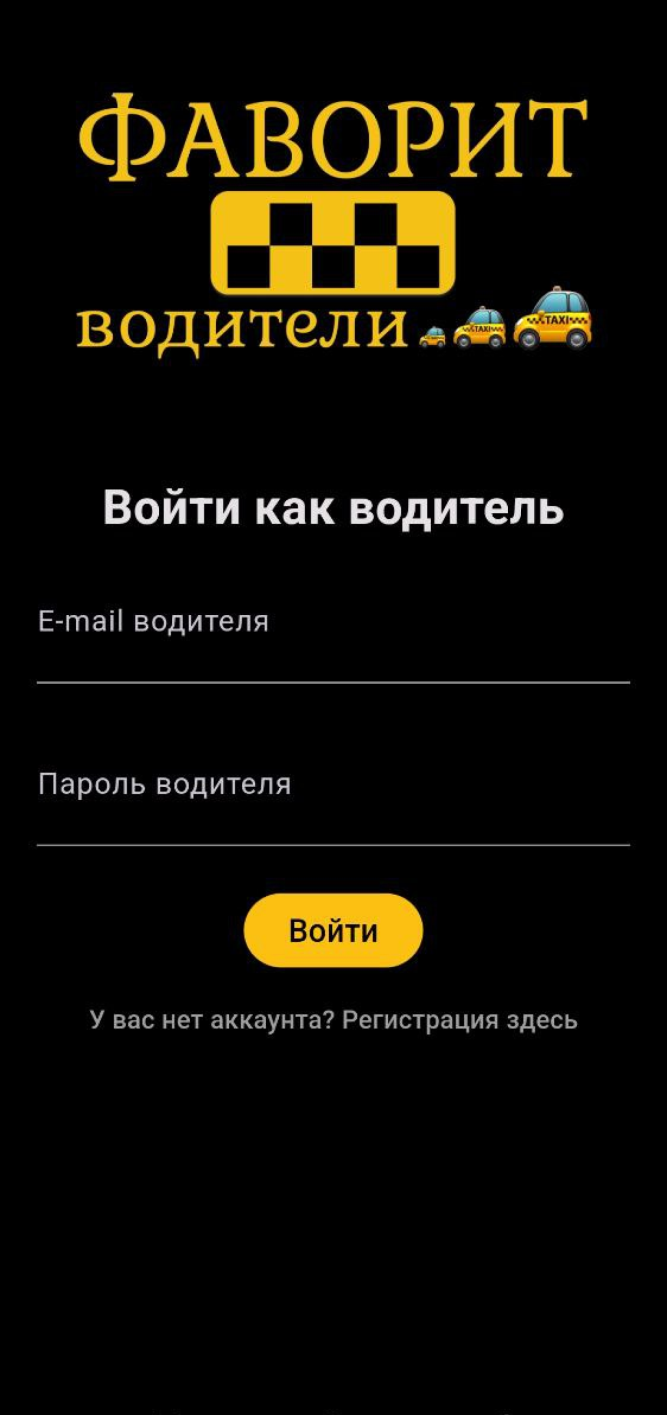 ФАВОРИТ
водители
TAXI
TAXI
Войти как водитель
E-mail водителя
Пароль водителя
Войти
У вас нет аккаунта? Регистрация здесь